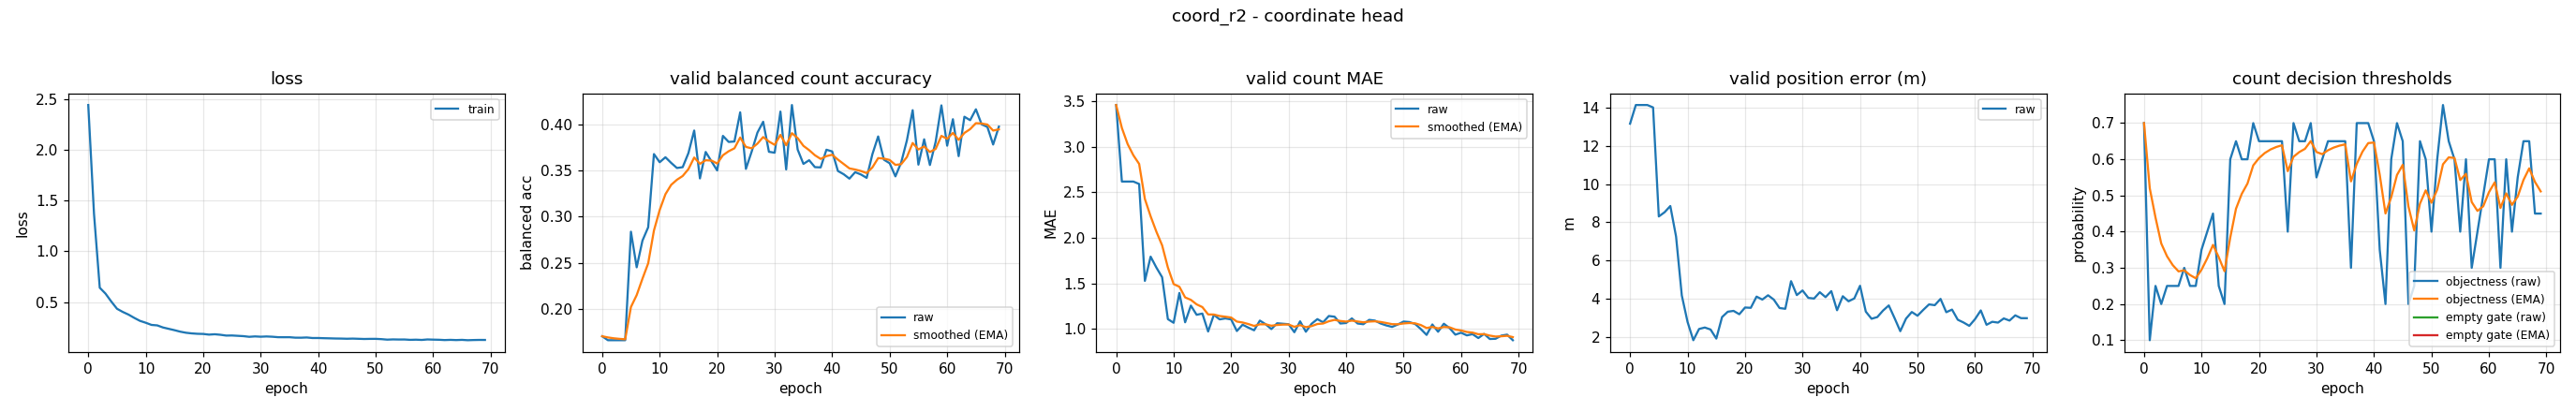 coord_r2 - coordinate head
loss
2.5
2.0
1.5
1.0
0.5
loss
0 10 20 30 40 50 60 70
epoch
train
valid balanced count accuracy
0.40
0.35
0.30
0.25
0.20
balanced acc
0 10 20 30 40 50 60 70
epoch
raw
smoothed (EMA)
valid count MAE
3.5
3.0
2.5
2.0
1.5
1.0
MAE
0 10 20 30 40 50 60 70
epoch
raw
smoothed (EMA)
valid position error (m)
14
12
10
8
6
4
2
m
0 10 20 30 40 50 60 70
epoch
raw
count decision thresholds
0.7
0.6
0.5
0.4
0.3
0.2
0.1
probability
0 10 20 30 40 50 60 70
epoch
objectness (raw)
objectness (EMA)
empty gate (raw)
empty gate (EMA)